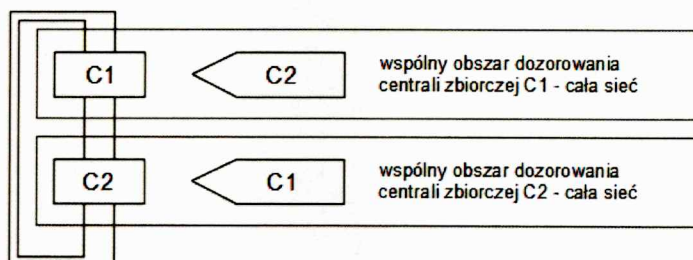 C1
C2
wspólny obszar dozorowania
centrali zbiorczej C1 - cała sieć
C2
C1
wspólny obszar dozorowania
centrali zbiorczej C2 - cała sieć